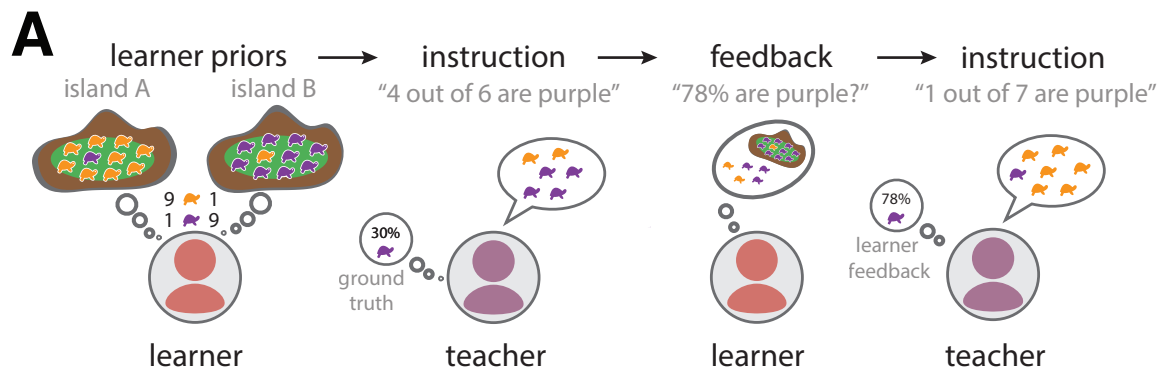 A
learner priors → instruction → feedback → instruction
island A island B "4 out of 6 are purple" "78% are purple?" "1 out of 7 are purple"
9 1
1 9
30%
ground
truth
78%
learner
feedback
learner teacher learner teacher